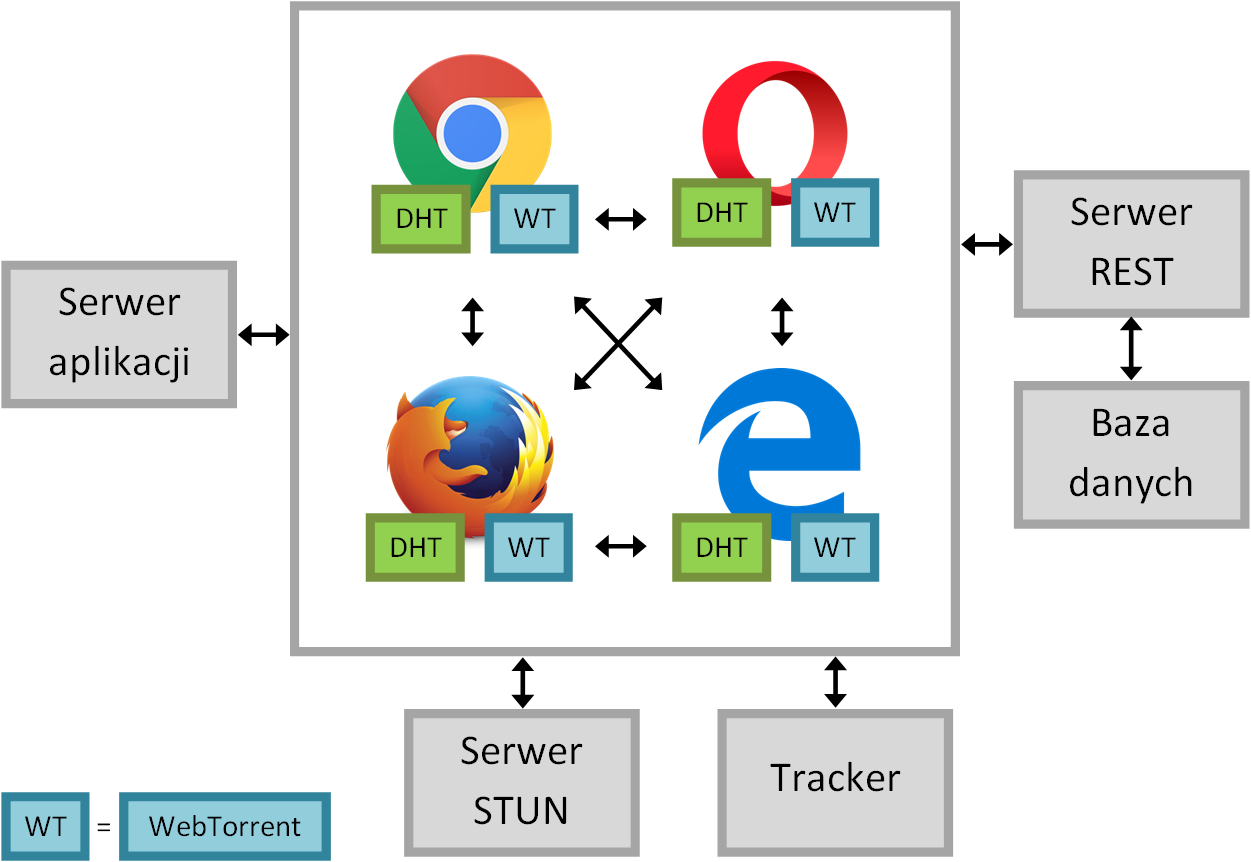 DHT
WT
DHT
WT
Serwer
REST
Serwer
aplikacji
Baza
danych
DHT
WT
DHT
WT
Serwer
STUN
Tracker
WT = WebTorrent